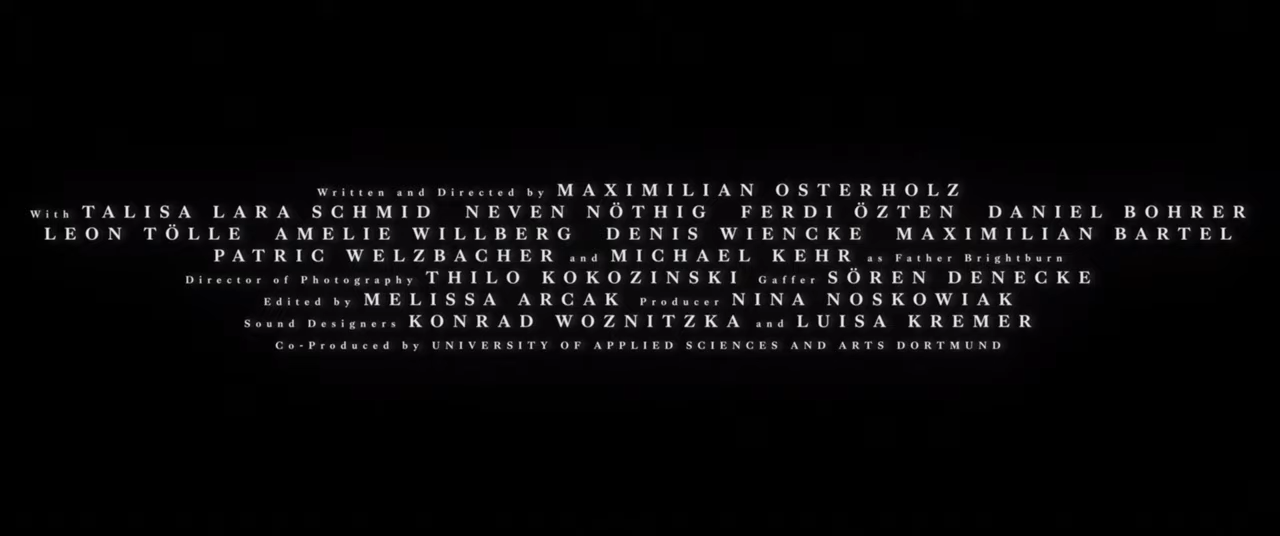 Written and Directed by MAXIMILIAN OSTERHOLZ
With TALISA LARA SCHMID NEVEN NÖTHIG FERDI ÖZTEN DANIEL BOHRER
LEON TÖLLE AMELIE WILLBERG DENIS WIENCKE MAXIMILIAN BARTEL
PATRIC WELZBACHER and MICHAEL KEHR as Father Brightburn
Director of Photography THILO KOKOZINSKI Gaffer SÖREN DENECKE
Edited by MELISSA ARCAK Producer NINA NOSKOWIAK
Sound Designers KONRAD WOZNITZKA and LUISA KREMER
Co-Produced by UNIVERSITY OF APPLIED SCIENCES AND ARTS DORTMUND